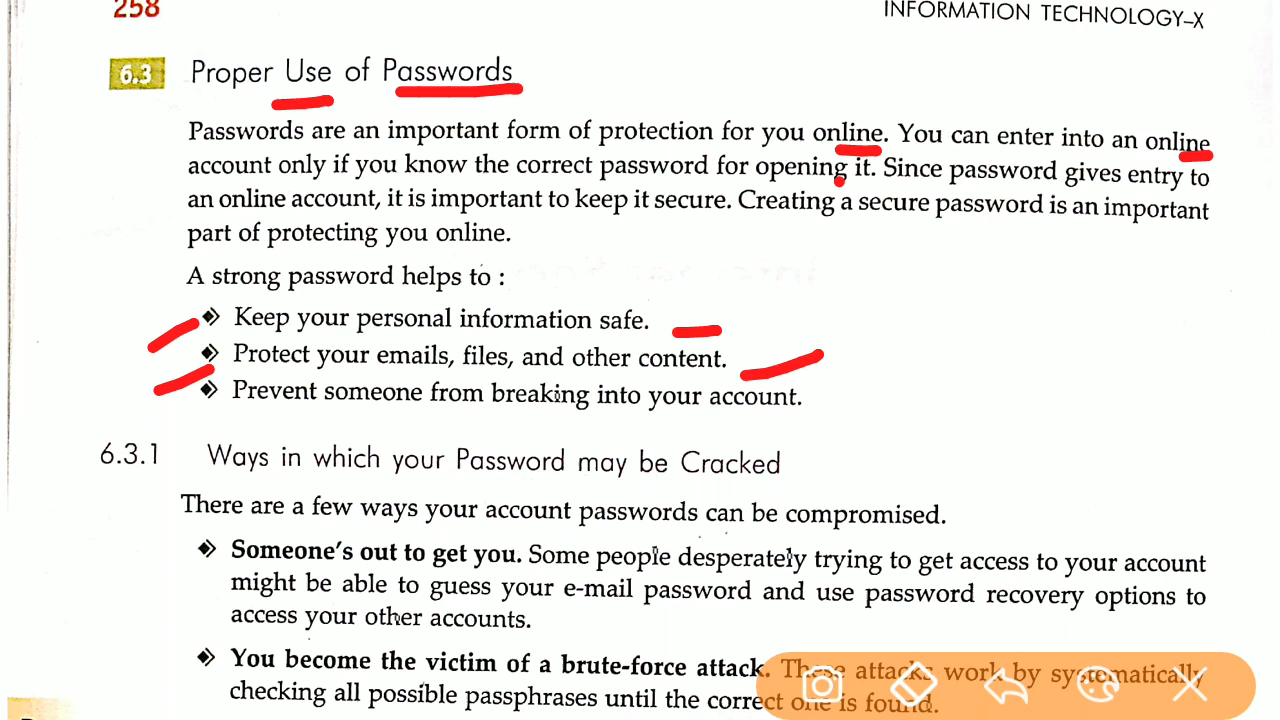 258
INFORMATION TECHNOLOGY–X
6.3 Proper Use of Passwords
Passwords are an important form of protection for you online. You can enter into an online
account only if you know the correct password for opening it. Since password gives entry to
an online account, it is important to keep it secure. Creating a secure password is an important
part of protecting you online.
A strong password helps to :
Keep your personal information safe.
Protect your emails, files, and other content.
Prevent someone from breaking into your account.
6.3.1 Ways in which your Password may be Cracked
There are a few ways your account passwords can be compromised.
Someone's out to get you. Some people desperately trying to get access to your account
might be able to guess your e-mail password and use password recovery options to
access your other accounts.
You become the victim of a brute-force attack. These attacks work by systematically
checking all possible passphrases until the correct one is found.